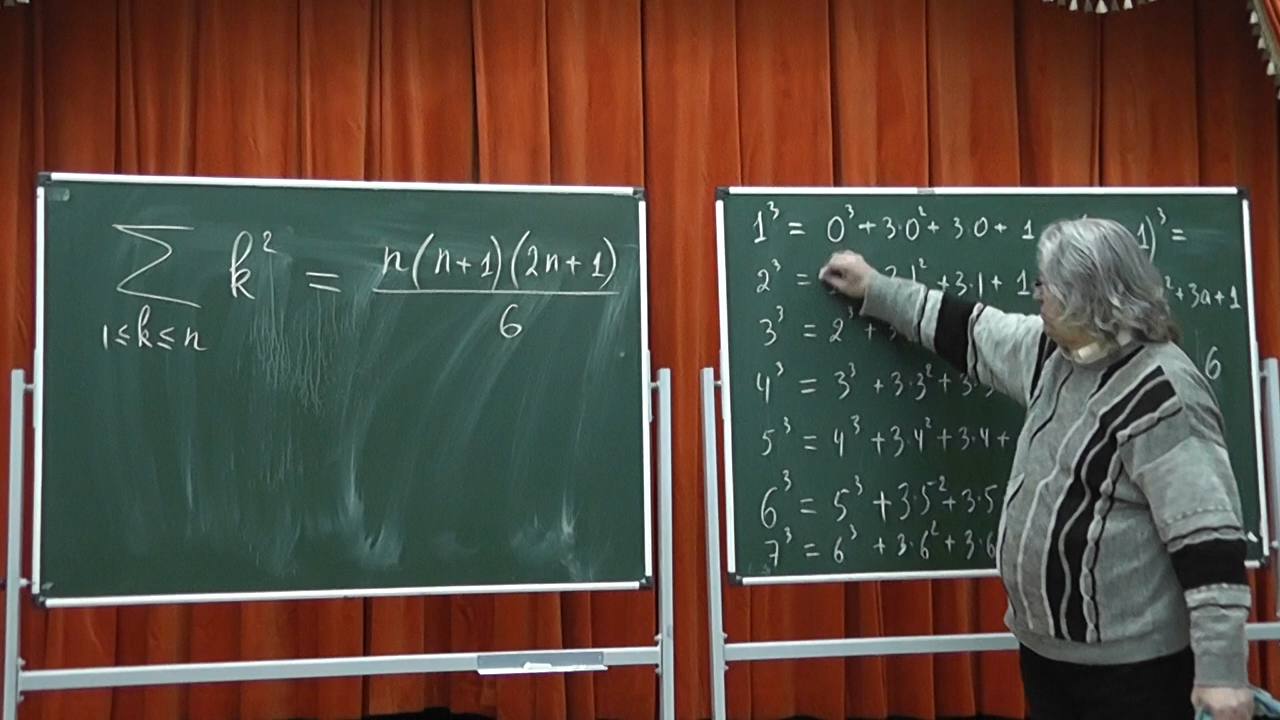 ∑ k² = n(n+1)(2n+1)
1≤k≤n
6
1³ = 0³ + 3·0² + 3·0 + 1
1)³ =
2³ = 1² + 3·1 + 1
² + 3a + 1
3³ = 2³ +
6
4³ = 3³ + 3·3² + 3·3
5³ = 4³ + 3·4² + 3·4 +
6³ = 5³ + 3·5² + 3·5
7³ = 6³ + 3·6² + 3·6